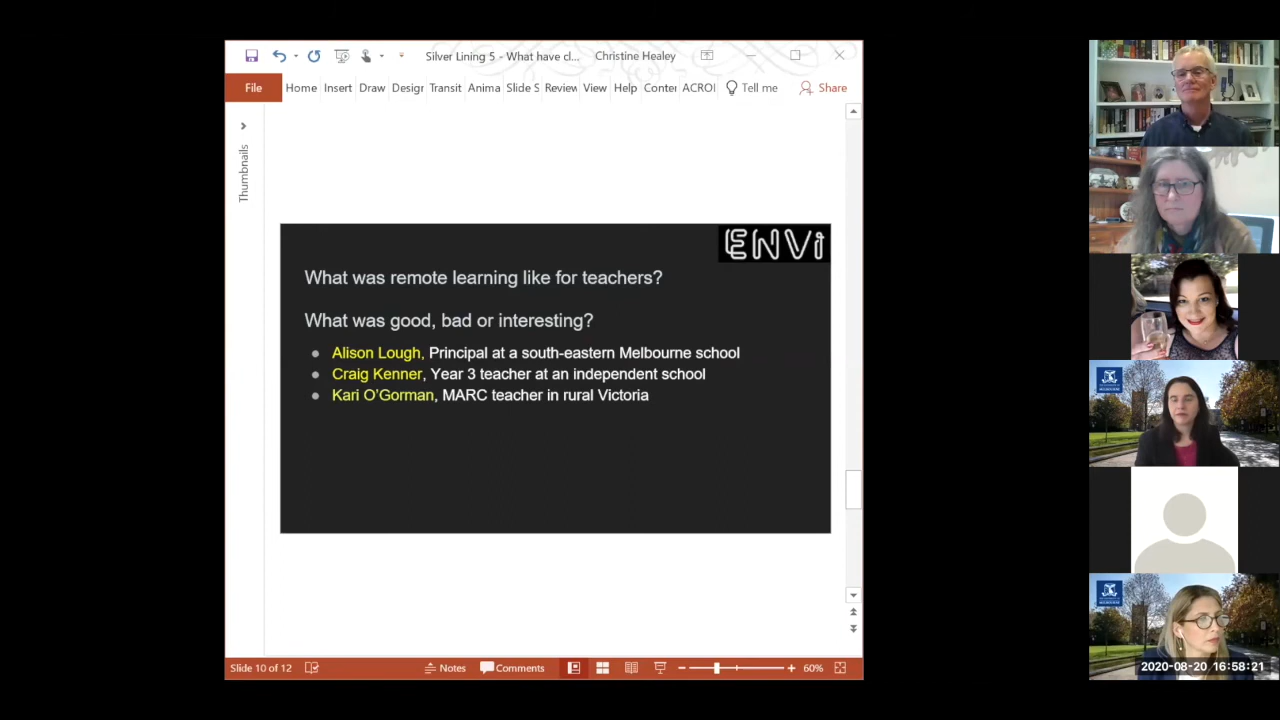 Silver Lining 5 - What have cl... Christine Healey
File Home Insert Draw Design Transit Anima Slide S Review View Help Conter ACROI Tell me Share
Thumbnails
ENVi
What was remote learning like for teachers?
What was good, bad or interesting?
● Alison Lough, Principal at a south-eastern Melbourne school
● Craig Kenner, Year 3 teacher at an independent school
● Kari O'Gorman, MARC teacher in rural Victoria
Slide 10 of 12 Notes Comments 60%
2020-08-20 16:58:21